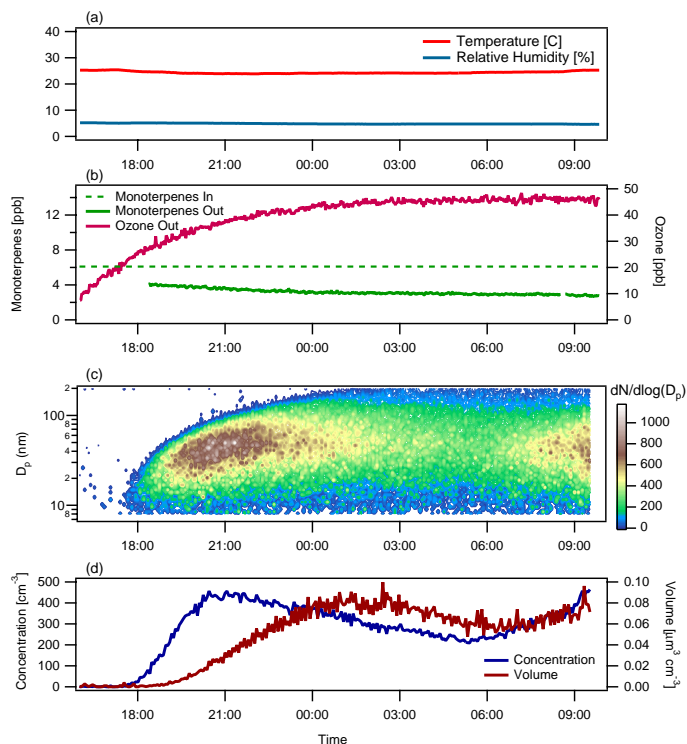 (a)
40
30
20
10
0
Temperature [C]
Relative Humidity [%]
18:00 21:00 00:00 03:00 06:00 09:00
(b)
Monoterpenes [ppb]
12
8
4
0
Monoterpenes In
Monoterpenes Out
Ozone Out
50
40
30
20
10
0
Ozone [ppb]
18:00 21:00 00:00 03:00 06:00 09:00
(c)
D_p (nm)
2
100
8
6
4
2
10
8
dN/dlog(D_p)
1000
800
600
400
200
0
18:00 21:00 00:00 03:00 06:00 09:00
(d)
Concentration [cm⁻³]
500
400
300
200
100
0
Concentration
Volume
0.10
0.08
0.06
0.04
0.02
0.00
Volume [µm³ cm⁻³]
18:00 21:00 00:00 03:00 06:00 09:00
Time